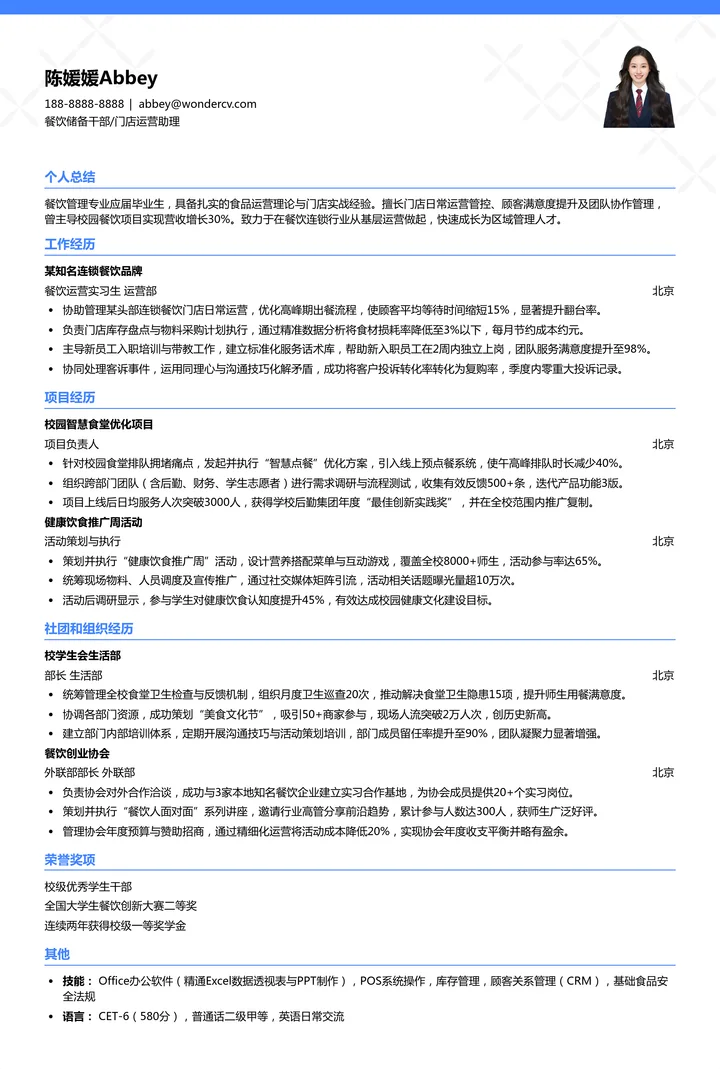 陈媛媛Abbey
188-8888-8888 | abbey@wondercv.com
餐饮储备干部/门店运营助理
个人总结
餐饮管理专业应届毕业生，具备扎实的食品运营理论与门店实战经验。擅长门店日常运营管控、顾客满意度提升及团队协作管理，
曾主导校园餐饮项目实现营收增长30%。致力于在餐饮连锁行业从基层运营做起，快速成长为区域管理人才。
工作经历
某知名连锁餐饮品牌
餐饮运营实习生 运营部 北京
• 协助管理某头部连锁餐饮门店日常运营，优化高峰期出餐流程，使顾客平均等待时间缩短15%，显著提升翻台率。
• 负责门店库存盘点与物料采购计划执行，通过精准数据分析将食材损耗率降低至3%以下，每月节约成本约元。
• 主导新员工入职培训与带教工作，建立标准化服务话术库，帮助新入职员工在2周内独立上岗，团队服务满意度提升至98%。
• 协同处理客诉事件，运用同理心与沟通技巧化解矛盾，成功将客户投诉转化率转化为复购率，季度内零重大投诉记录。
项目经历
校园智慧食堂优化项目
项目负责人 北京
• 针对校园食堂排队拥堵痛点，发起并执行“智慧点餐”优化方案，引入线上预点餐系统，使午高峰排队时长减少40%。
• 组织跨部门团队（含后勤、财务、学生志愿者）进行需求调研与流程测试，收集有效反馈500+条，迭代产品功能3版。
• 项目上线后日均服务人次突破3000人，获得学校后勤集团年度“最佳创新实践奖”，并在全校范围内推广复制。
健康饮食推广周活动
活动策划与执行 北京
• 策划并执行“健康饮食推广周”活动，设计营养搭配菜单与互动游戏，覆盖全校8000+师生，活动参与率达65%。
• 统筹现场物料、人员调度及宣传推广，通过社交媒体矩阵引流，活动相关话题曝光量超10万次。
• 活动后调研显示，参与学生对健康饮食认知度提升45%，有效达成校园健康文化建设目标。
社团和组织经历
校学生会生活部
部长 生活部 北京
• 统筹管理全校食堂卫生检查与反馈机制，组织月度卫生巡查20次，推动解决食堂卫生隐患15项，提升师生用餐满意度。
• 协调各部门资源，成功策划“美食文化节”，吸引50+商家参与，现场人流突破2万人次，创历史新高。
• 建立部门内部培训体系，定期开展沟通技巧与活动策划培训，部门成员留任率提升至90%，团队凝聚力显著增强。
餐饮创业协会
外联部部长 外联部 北京
• 负责协会对外合作洽谈，成功与3家本地知名餐饮企业建立实习合作基地，为协会成员提供20+个实习岗位。
• 策划并执行“餐饮人面对面”系列讲座，邀请行业高管分享前沿趋势，累计参与人数达300人，获师生广泛好评。
• 管理协会年度预算与赞助招商，通过精细化运营将活动成本降低20%，实现协会年度收支平衡并略有盈余。
荣誉奖项
校级优秀学生干部
全国大学生餐饮创新大赛二等奖
连续两年获得校级一等奖学金
其他
• 技能： Office办公软件（精通Excel数据透视表与PPT制作），POS系统操作，库存管理，顾客关系管理（CRM），基础食品安
全法规
• 语言： CET-6（580分），普通话二级甲等，英语日常交流